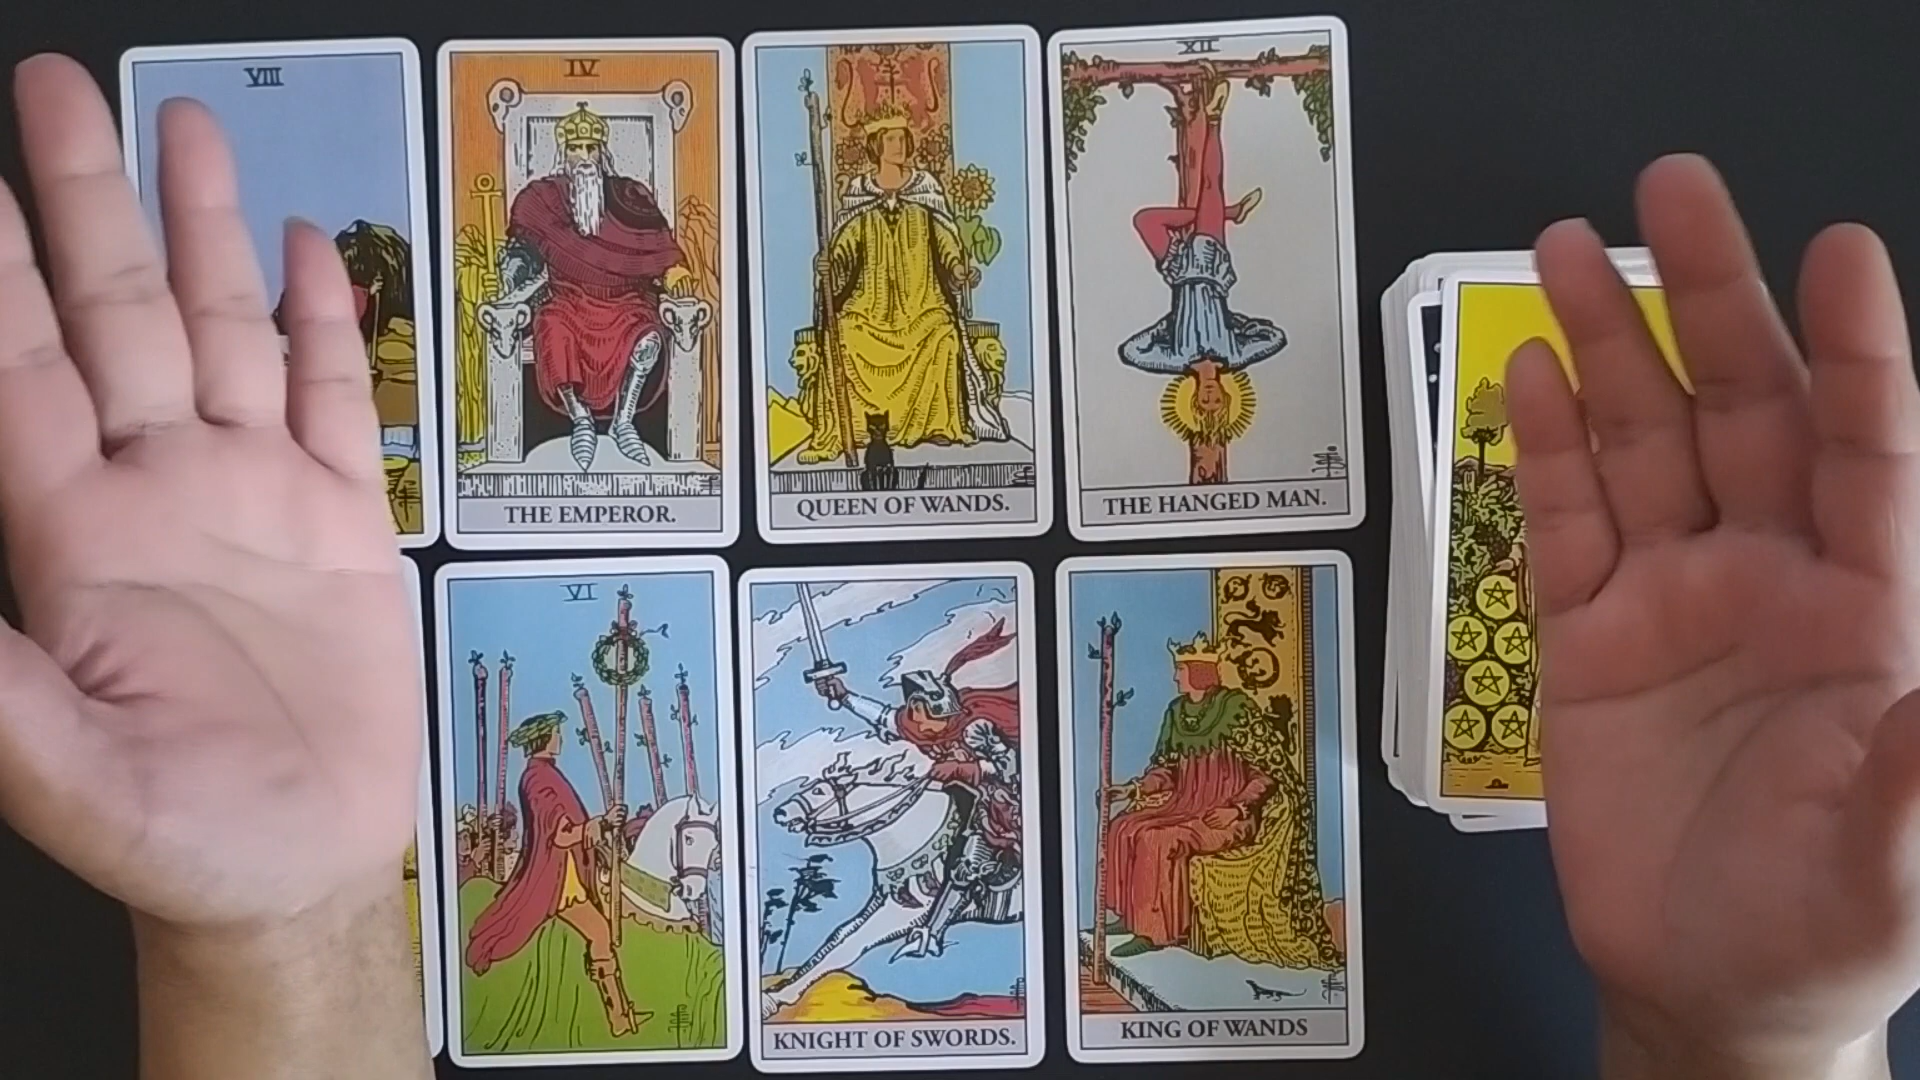 VIII
IV
XII
THE EMPEROR.
QUEEN OF WANDS.
THE HANGED MAN.
VI
KNIGHT OF SWORDS.
KING OF WANDS